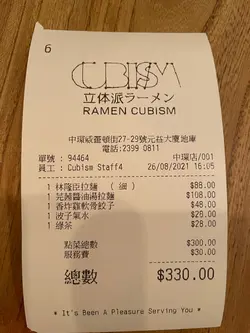 6
CUBISM
立体派ラーメン
RAMEN CUBISM
中環威靈頓街27-29號元益大廈地庫
電話:2399 0811
單號 : 94464 中環店/001
員工 : Cubism Staff4 26/08/2021 16:05
1 林隆臣拉麵 (細) $88.00
1 芫茜醬油湯拉麵 $108.00
1 香炸雞軟骨餃子 $48.00
1 波子氣水 $28.00
1 綠茶 $28.00
點菜總數 $300.00
服務費 $30.00
總數 $330.00
* It's Been A Pleasure Serving You *